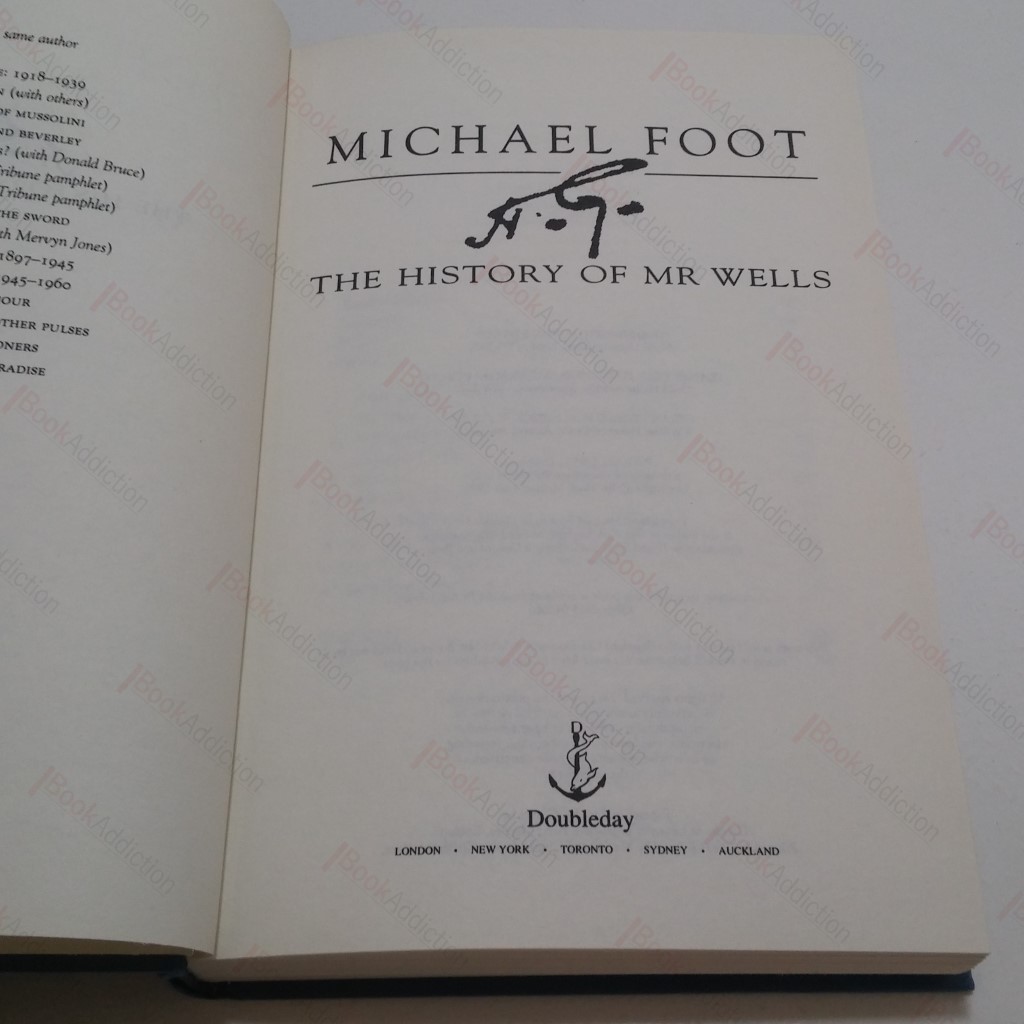 same author
: 1918–1939
(with others)
OF MUSSOLINI
ND BEVERLEY
? (with Donald Bruce)
Tribune pamphlet)
Tribune pamphlet)
THE SWORD
th Mervyn Jones)
1897–1945
945–1960
OUR
THER PULSES
ONERS
RADISE
MICHAEL FOOT
H.G.
THE HISTORY OF MR WELLS
D
Doubleday
LONDON · NEW YORK · TORONTO · SYDNEY · AUCKLAND
BookAddiction